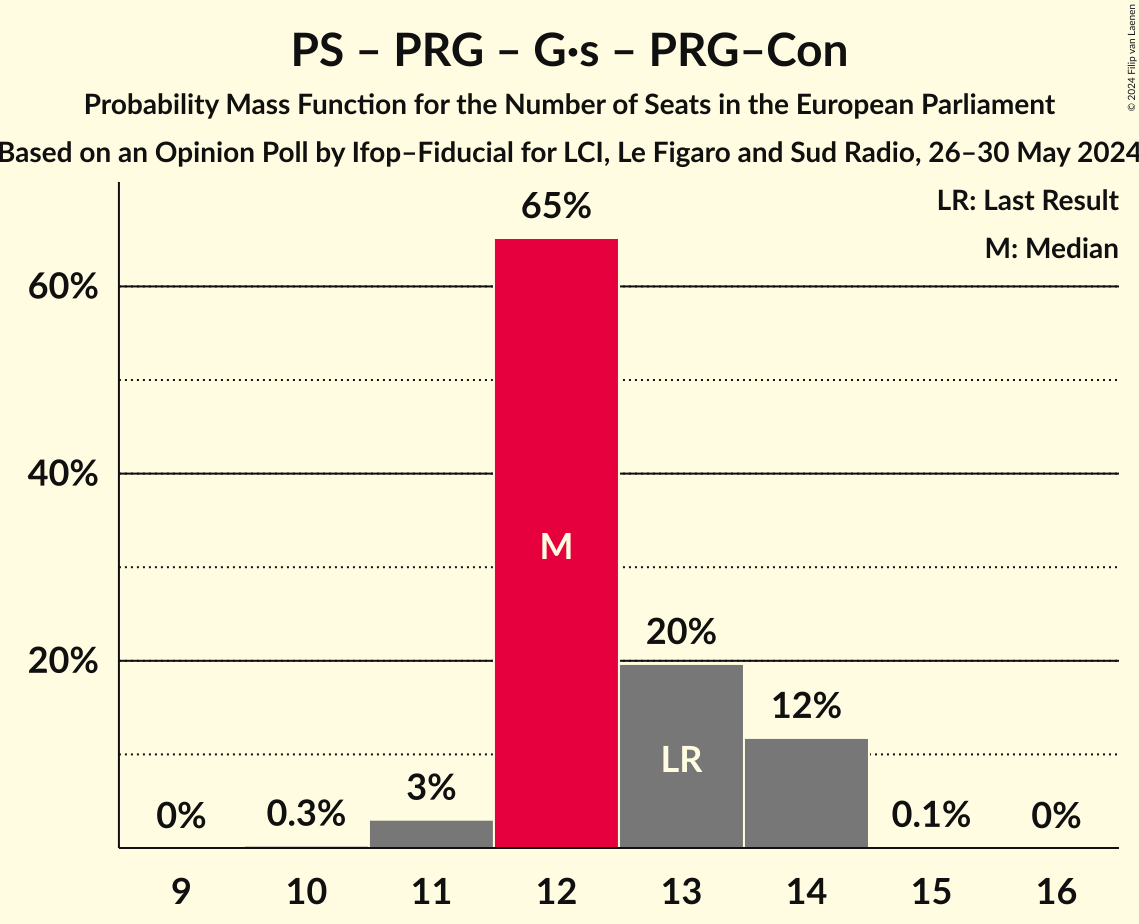 PS – PRG – G·s – PRG–Con
Probability Mass Function for the Number of Seats in the European Parliament
Based on an Opinion Poll by Ifop–Fiducial for LCI, Le Figaro and Sud Radio, 26–30 May 2024
© 2024 Filip van Laenen
LR: Last Result
M: Median
65%
60%
40%
M
20%
20%
12%
LR
3%
0%
0.3%
0.1%
0%
9 10 11 12 13 14 15 16